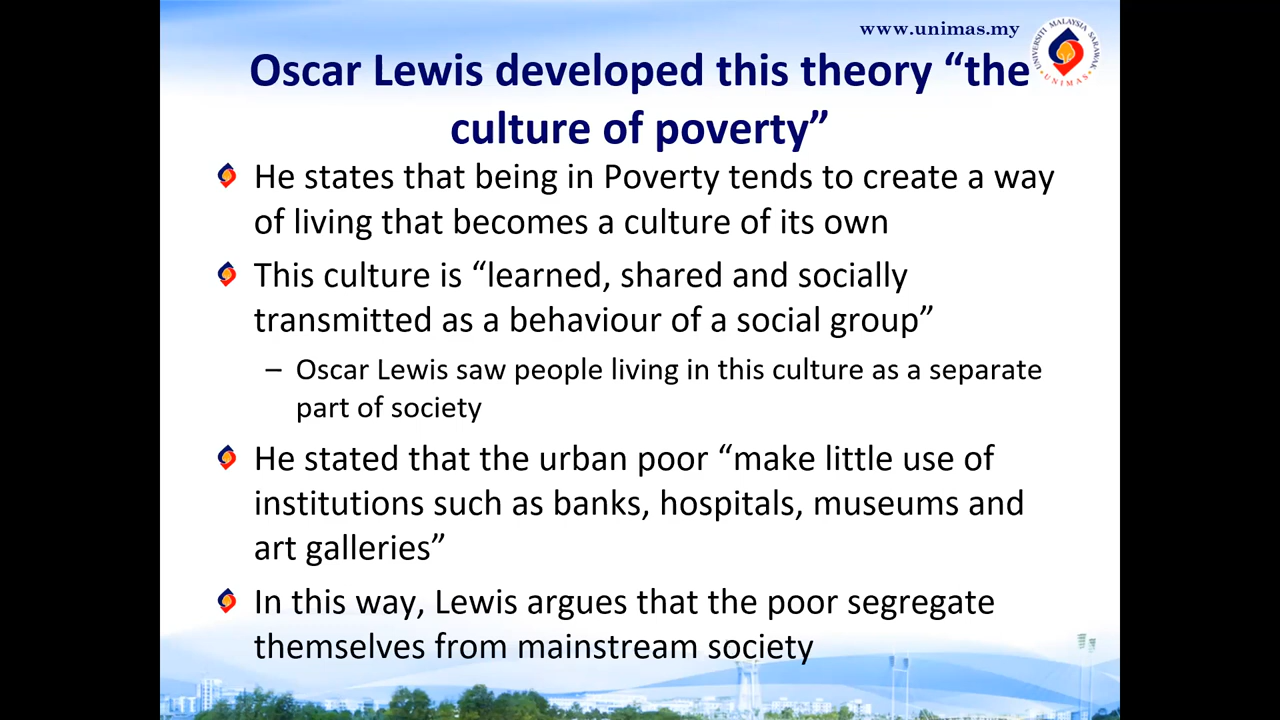 www.unimas.my
UNIVERSITI MALAYSIA SARAWAK
UNIMAS
Oscar Lewis developed this theory “the
culture of poverty”
He states that being in Poverty tends to create a way
of living that becomes a culture of its own
This culture is “learned, shared and socially
transmitted as a behaviour of a social group”
– Oscar Lewis saw people living in this culture as a separate
part of society
He stated that the urban poor “make little use of
institutions such as banks, hospitals, museums and
art galleries”
In this way, Lewis argues that the poor segregate
themselves from mainstream society